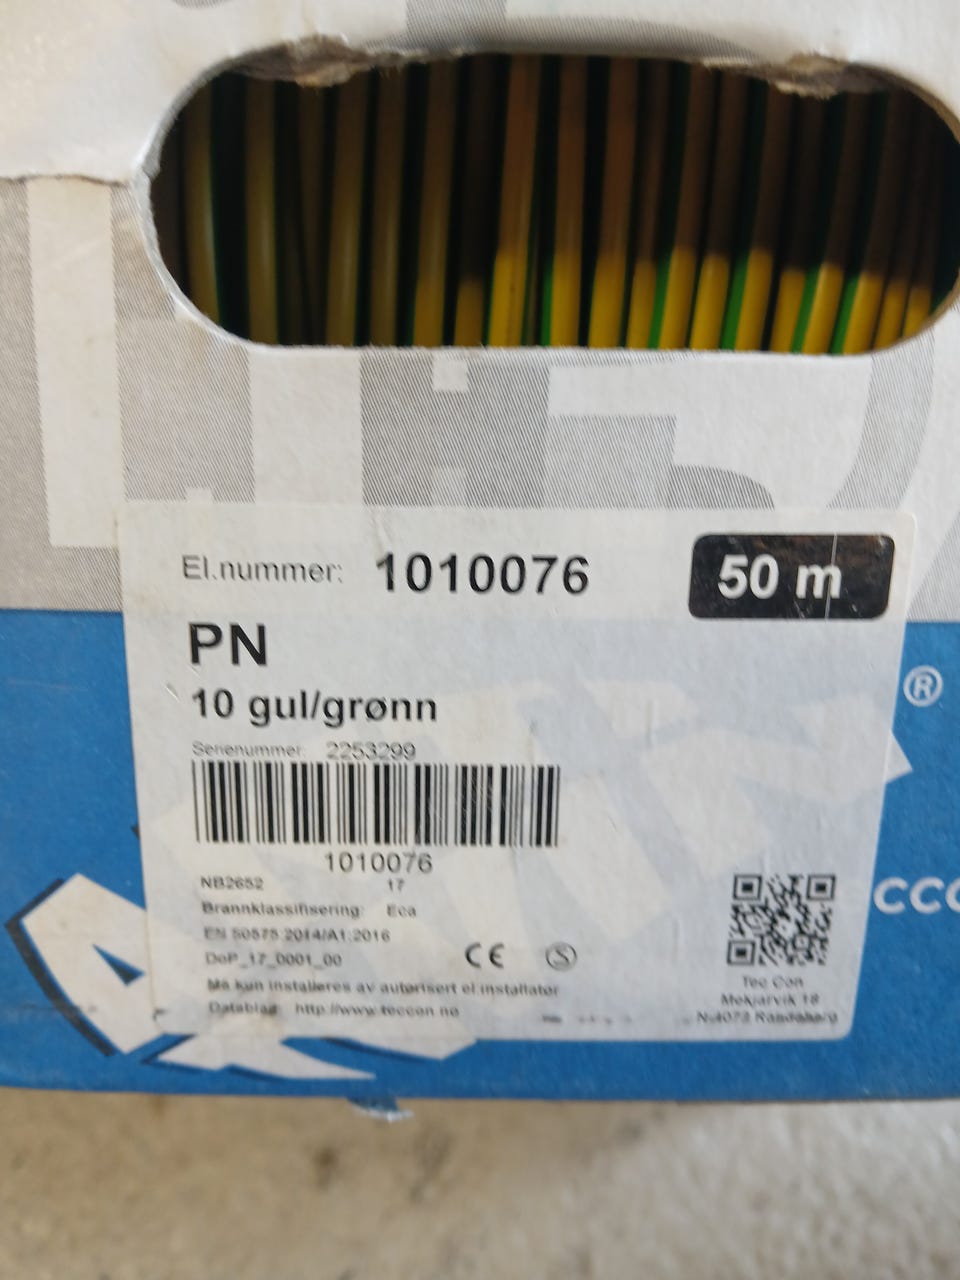 El.nummer: 1010076 50 m
PN
10 gul/grønn
Serienummer: 2253299
1010076
NB2652 17
Brannklassifisering: Eca
EN 50575:2014/A1:2016
DoP_17_0001_00
CE S
Må kun installeres av autorisert el installatør
Datablad: http://www.teccon.no
Tec Con
Mekjarvik 18
N-4072 Randaberg
®